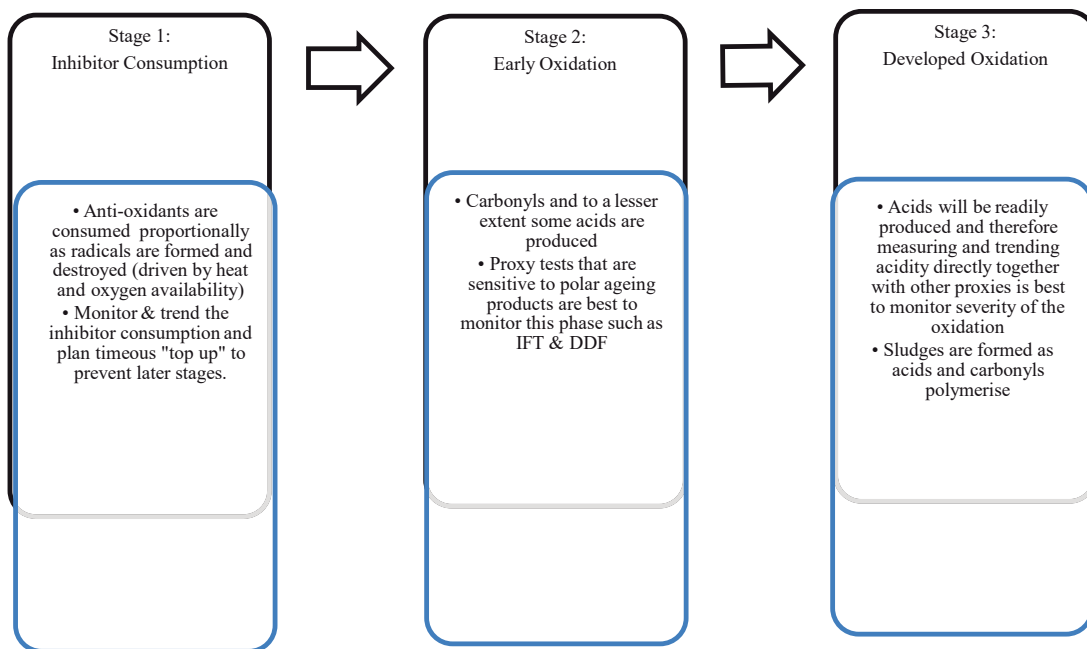 Stage 1:
Inhibitor Consumption
• Anti-oxidants are
consumed proportionally
as radicals are formed and
destroyed (driven by heat
and oxygen availability)
• Monitor & trend the
inhibitor consumption and
plan timeous "top up" to
prevent later stages.
Stage 2:
Early Oxidation
• Carbonyls and to a lesser
extent some acids are
produced
• Proxy tests that are
sensitive to polar ageing
products are best to
monitor this phase such as
IFT & DDF
Stage 3:
Developed Oxidation
• Acids will be readily
produced and therefore
measuring and trending
acidity directly together
with other proxies is best
to monitor severity of the
oxidation
• Sludges are formed as
acids and carbonyls
polymerise